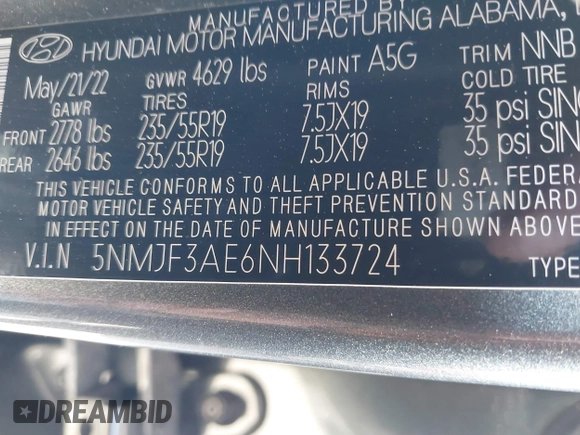 MANUFACTURED BY
HYUNDAI MOTOR MANUFACTURING ALABAMA,
May/21/22 GVWR 4629 lbs PAINT A5G TRIM NNB
GAWR TIRES RIMS COLD TIRE
FRONT 2778 lbs 235/55R19 7.5JX19 35 psi SING
REAR 2646 lbs 235/55R19 7.5JX19 35 psi SIN
THIS VEHICLE CONFORMS TO ALL APPLICABLE U.S.A. FEDERA
MOTOR VEHICLE SAFETY AND THEFT PREVENTION STANDARD
ON THE DATE OF MANUFACTURE SHOWN ABOVE
V.I.N 5NMJF3AE6NH133724 TYPE
DREAMBID